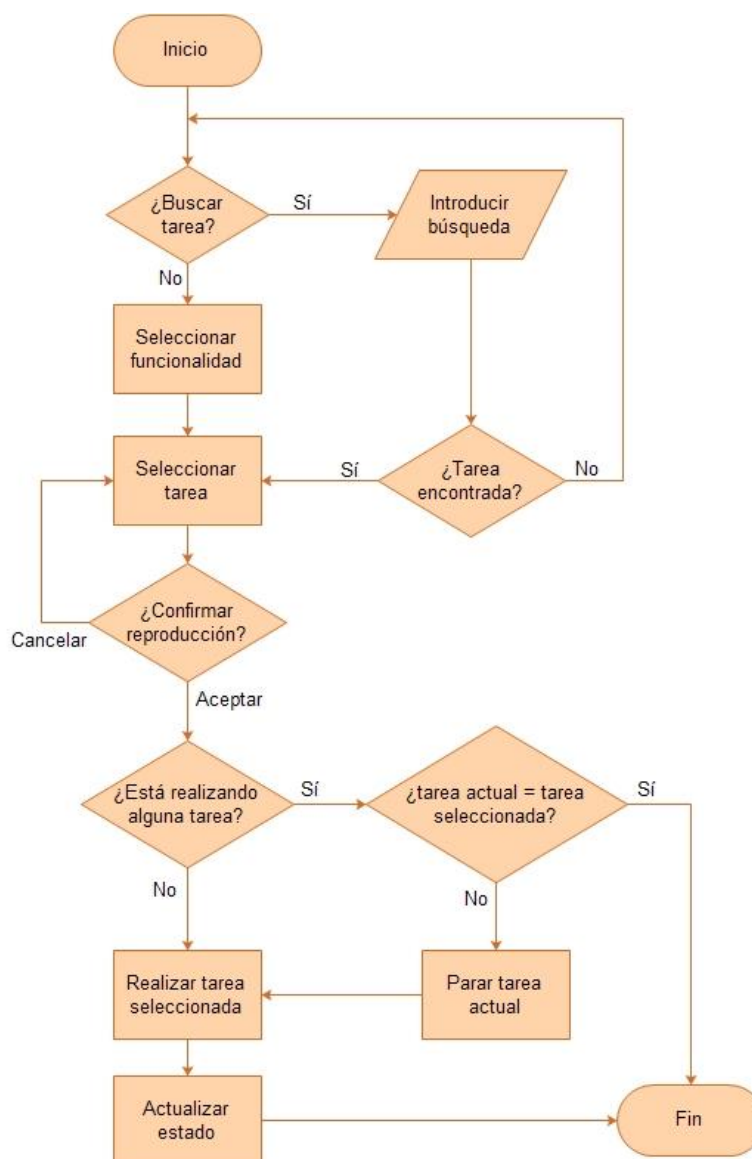 Inicio
¿Buscar
tarea?
Sí
Introducir
búsqueda
No
Seleccionar
funcionalidad
Seleccionar
tarea
Sí
¿Tarea
encontrada?
No
¿Confirmar
reproducción?
Cancelar
Aceptar
¿Está realizando
alguna tarea?
Sí
¿tarea actual = tarea
seleccionada?
Sí
No
No
Realizar tarea
seleccionada
Parar tarea
actual
Actualizar
estado
Fin